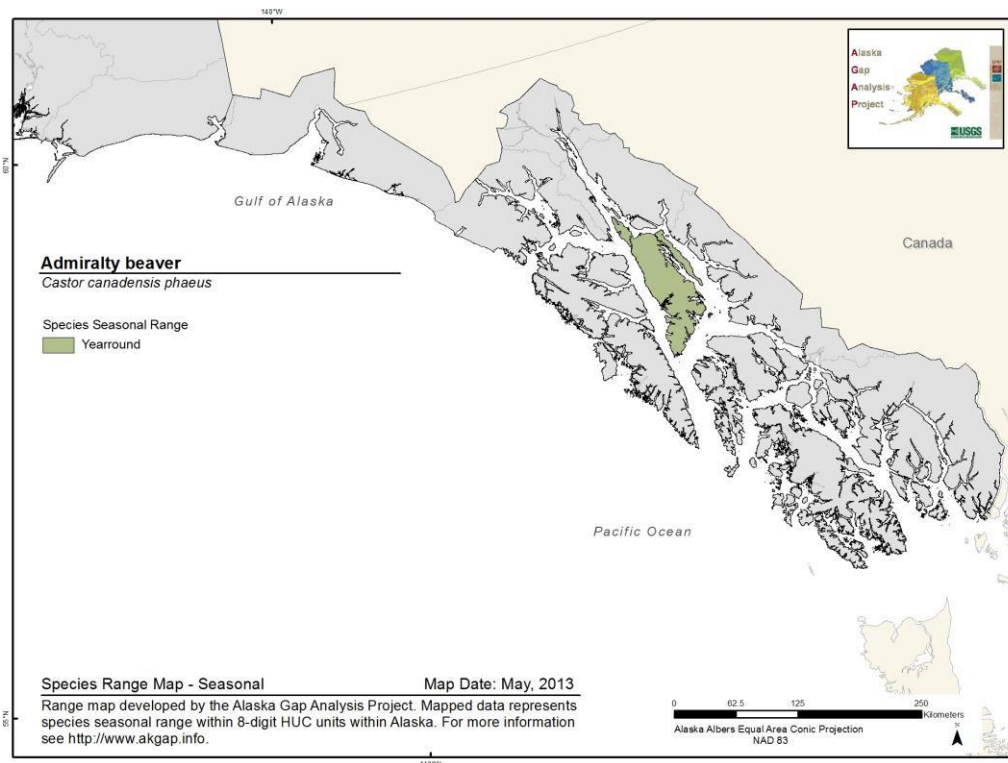 140°W
Alaska
Gap
Analysis
Project
USGS
60°N
Gulf of Alaska
Canada
Admiralty beaver
Castor canadensis phaeus
Species Seasonal Range
Yearround
Pacific Ocean
Species Range Map - Seasonal Map Date: May, 2013
Range map developed by the Alaska Gap Analysis Project. Mapped data represents
species seasonal range within 8-digit HUC units within Alaska. For more information
see http://www.akgap.info.
0 62.5 125 250
Kilometers
Alaska Albers Equal Area Conic Projection
NAD 83
N
55°N